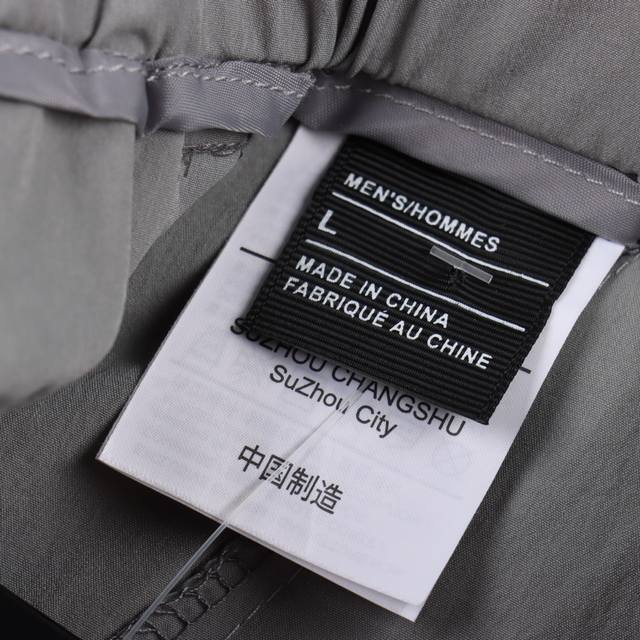 MEN'S/HOMMES
L
MADE IN CHINA
FABRIQUÉ AU CHINE
SUZHOU CHANGSHU
SuZhou City
中国制造